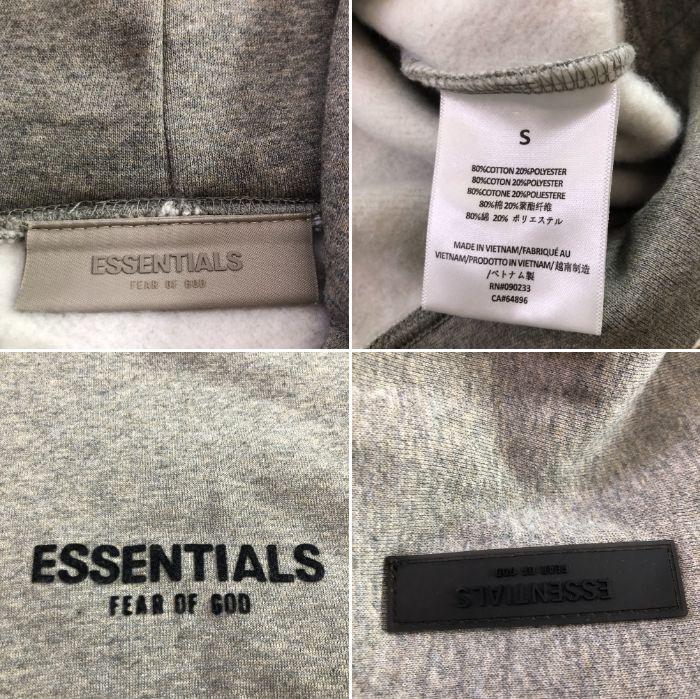 ESSENTIALS
FEAR OF GOD
S
80%COTTON 20%POLYESTER
80%COTTON 20%POLYESTER
80%COTONE 20%POLIESTERE
80%棉 20%聚酯纤维
80%綿 20% ポリエステル
MADE IN VIETNAM/FABRIQUÉ AU
VIETNAM/PRODOTTO IN VIETNAM/越南制造
/ベトナム製
RN#090233
CA#64896
ESSENTIALS
FEAR OF GOD
ESSENTIALS
FEAR OF GOD